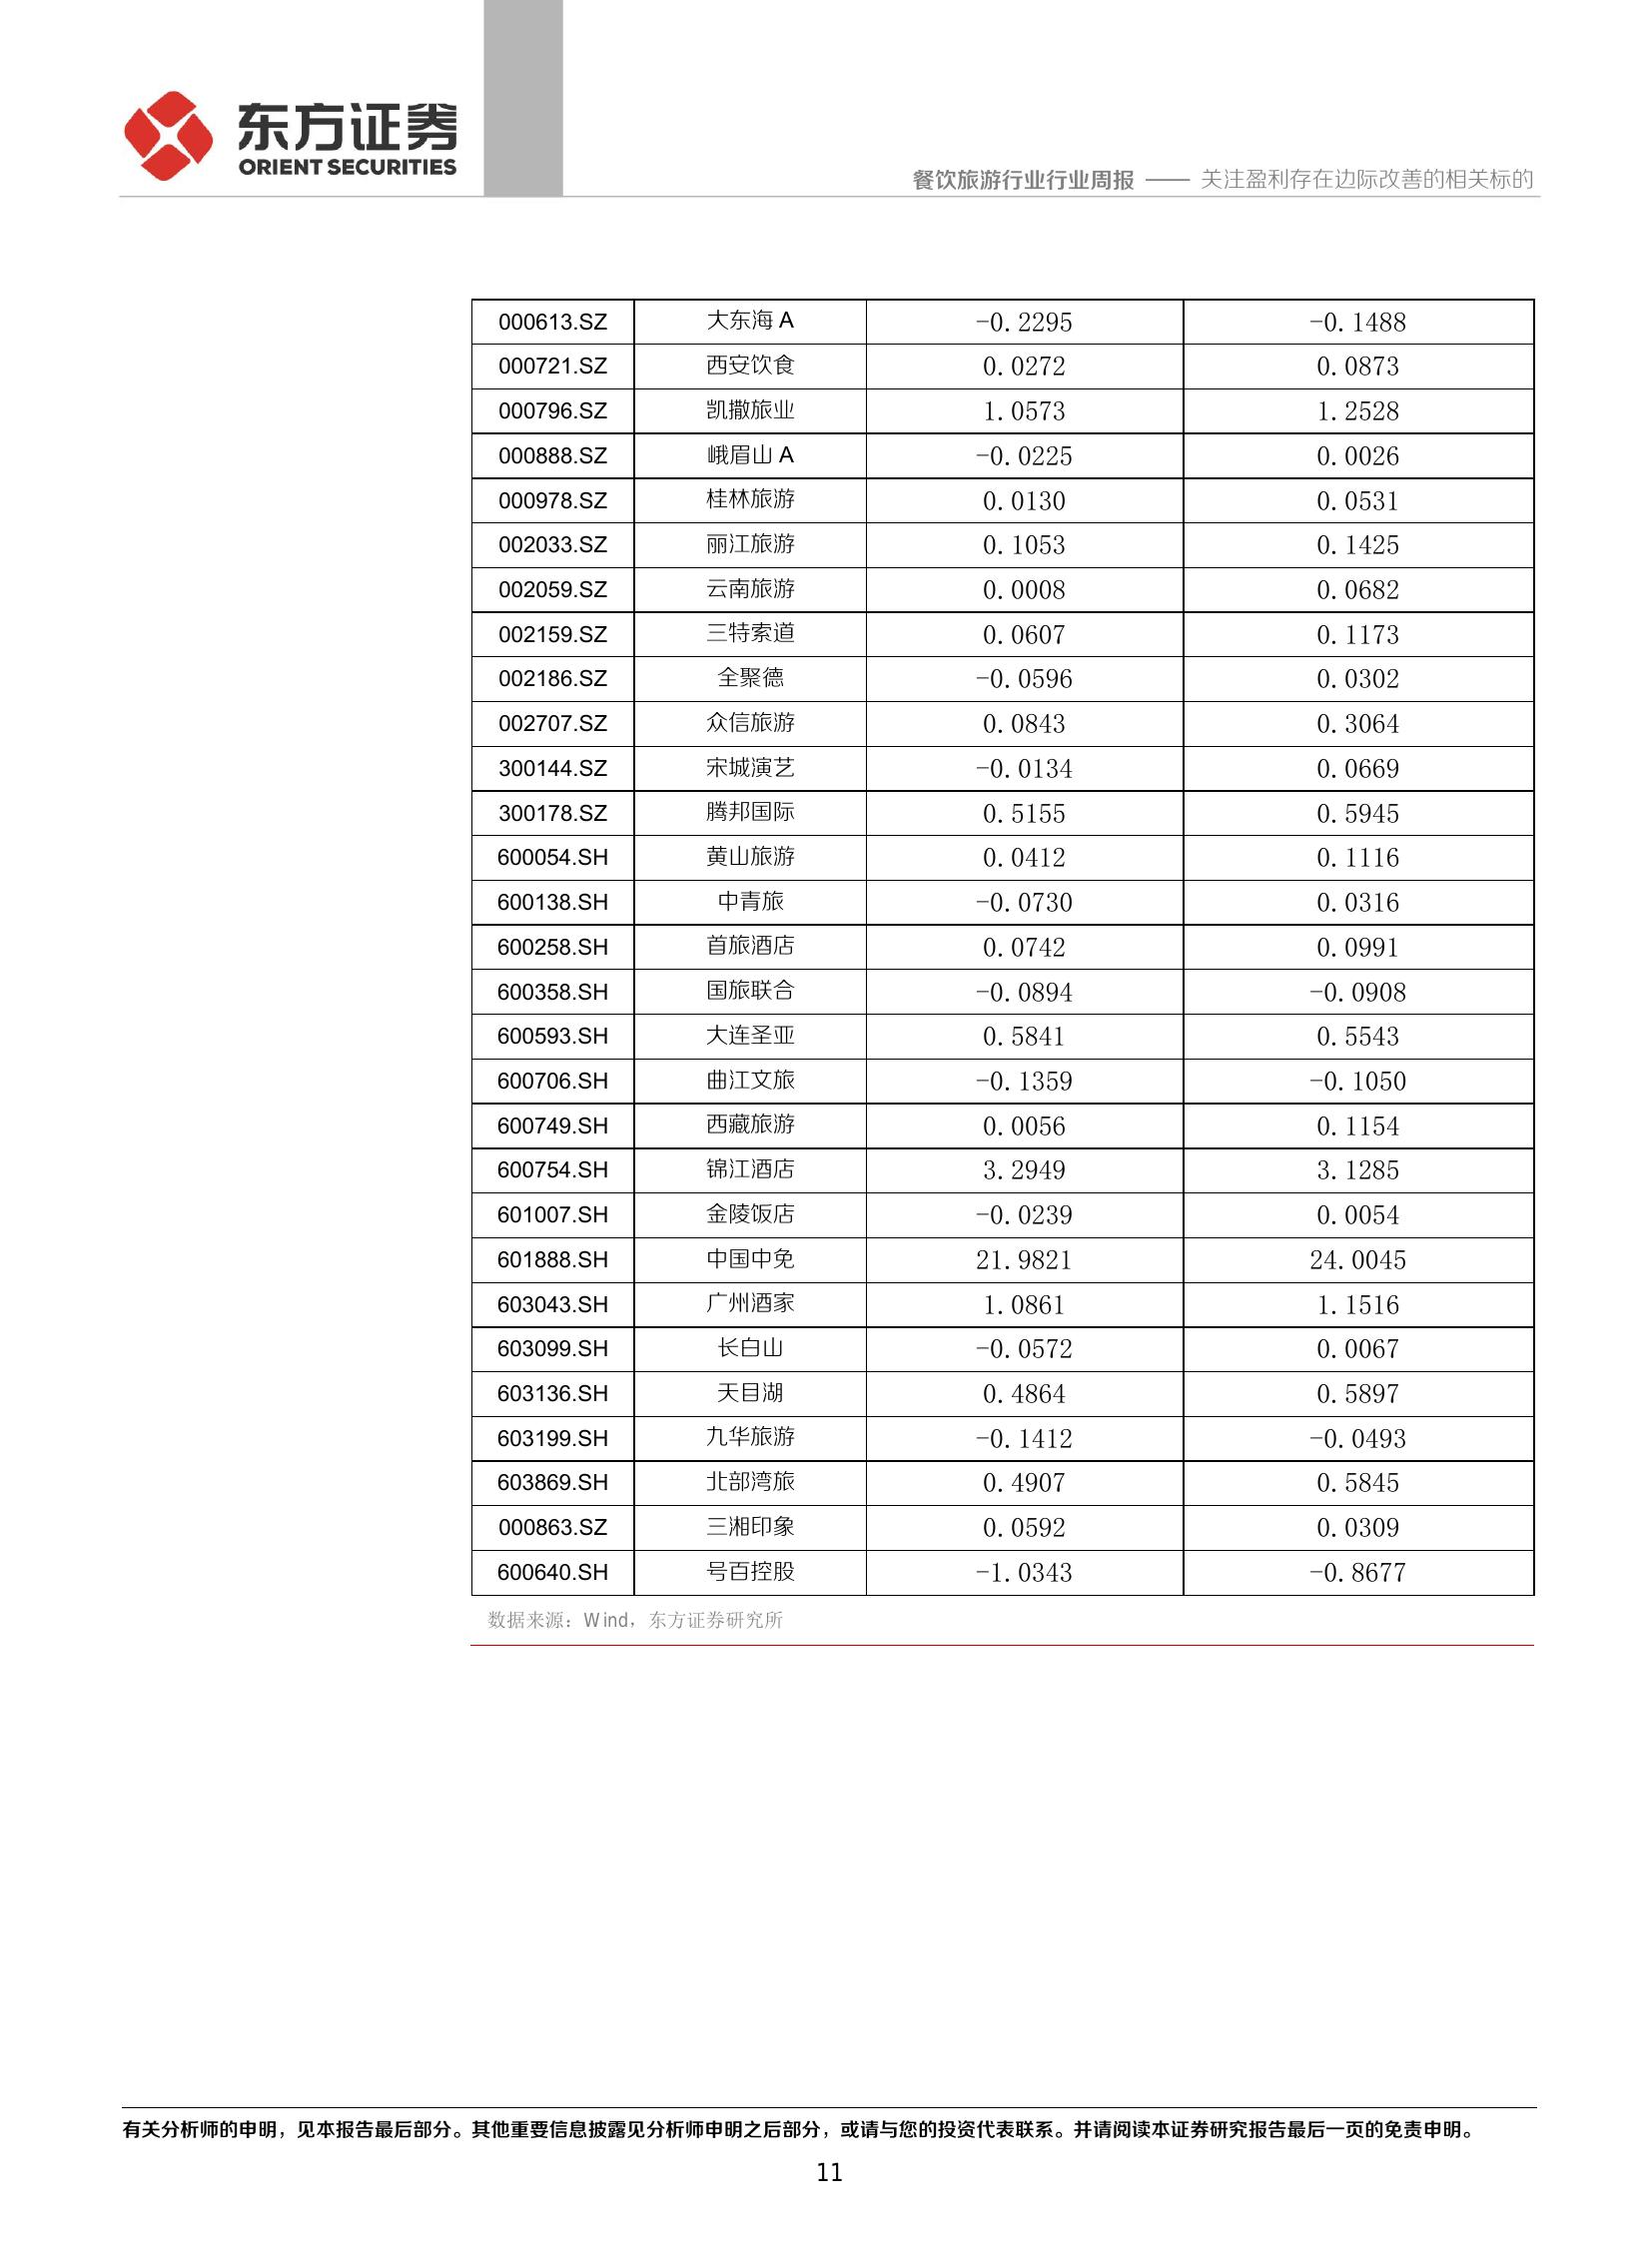 东方证券
ORIENT SECURITIES
餐饮旅游行业行业周报 —— 关注盈利存在边际改善的相关标的
000613.SZ 大东海 A -0.2295 -0.1488
000721.SZ 西安饮食 0.0272 0.0873
000796.SZ 凯撒旅业 1.0573 1.2528
000888.SZ 峨眉山 A -0.0225 0.0026
000978.SZ 桂林旅游 0.0130 0.0531
002033.SZ 丽江旅游 0.1053 0.1425
002059.SZ 云南旅游 0.0008 0.0682
002159.SZ 三特索道 0.0607 0.1173
002186.SZ 全聚德 -0.0596 0.0302
002707.SZ 众信旅游 0.0843 0.3064
300144.SZ 宋城演艺 -0.0134 0.0669
300178.SZ 腾邦国际 0.5155 0.5945
600054.SH 黄山旅游 0.0412 0.1116
600138.SH 中青旅 -0.0730 0.0316
600258.SH 首旅酒店 0.0742 0.0991
600358.SH 国旅联合 -0.0894 -0.0908
600593.SH 大连圣亚 0.5841 0.5543
600706.SH 曲江文旅 -0.1359 -0.1050
600749.SH 西藏旅游 0.0056 0.1154
600754.SH 锦江酒店 3.2949 3.1285
601007.SH 金陵饭店 -0.0239 0.0054
601888.SH 中国中免 21.9821 24.0045
603043.SH 广州酒家 1.0861 1.1516
603099.SH 长白山 -0.0572 0.0067
603136.SH 天目湖 0.4864 0.5897
603199.SH 九华旅游 -0.1412 -0.0493
603869.SH 北部湾旅 0.4907 0.5845
000863.SZ 三湘印象 0.0592 0.0309
600640.SH 号百控股 -1.0343 -0.8677
数据来源：Wind，东方证券研究所
有关分析师的申明，见本报告最后部分。其他重要信息披露见分析师申明之后部分，或请与您的投资代表联系。并请阅读本证券研究报告最后一页的免责申明。
11